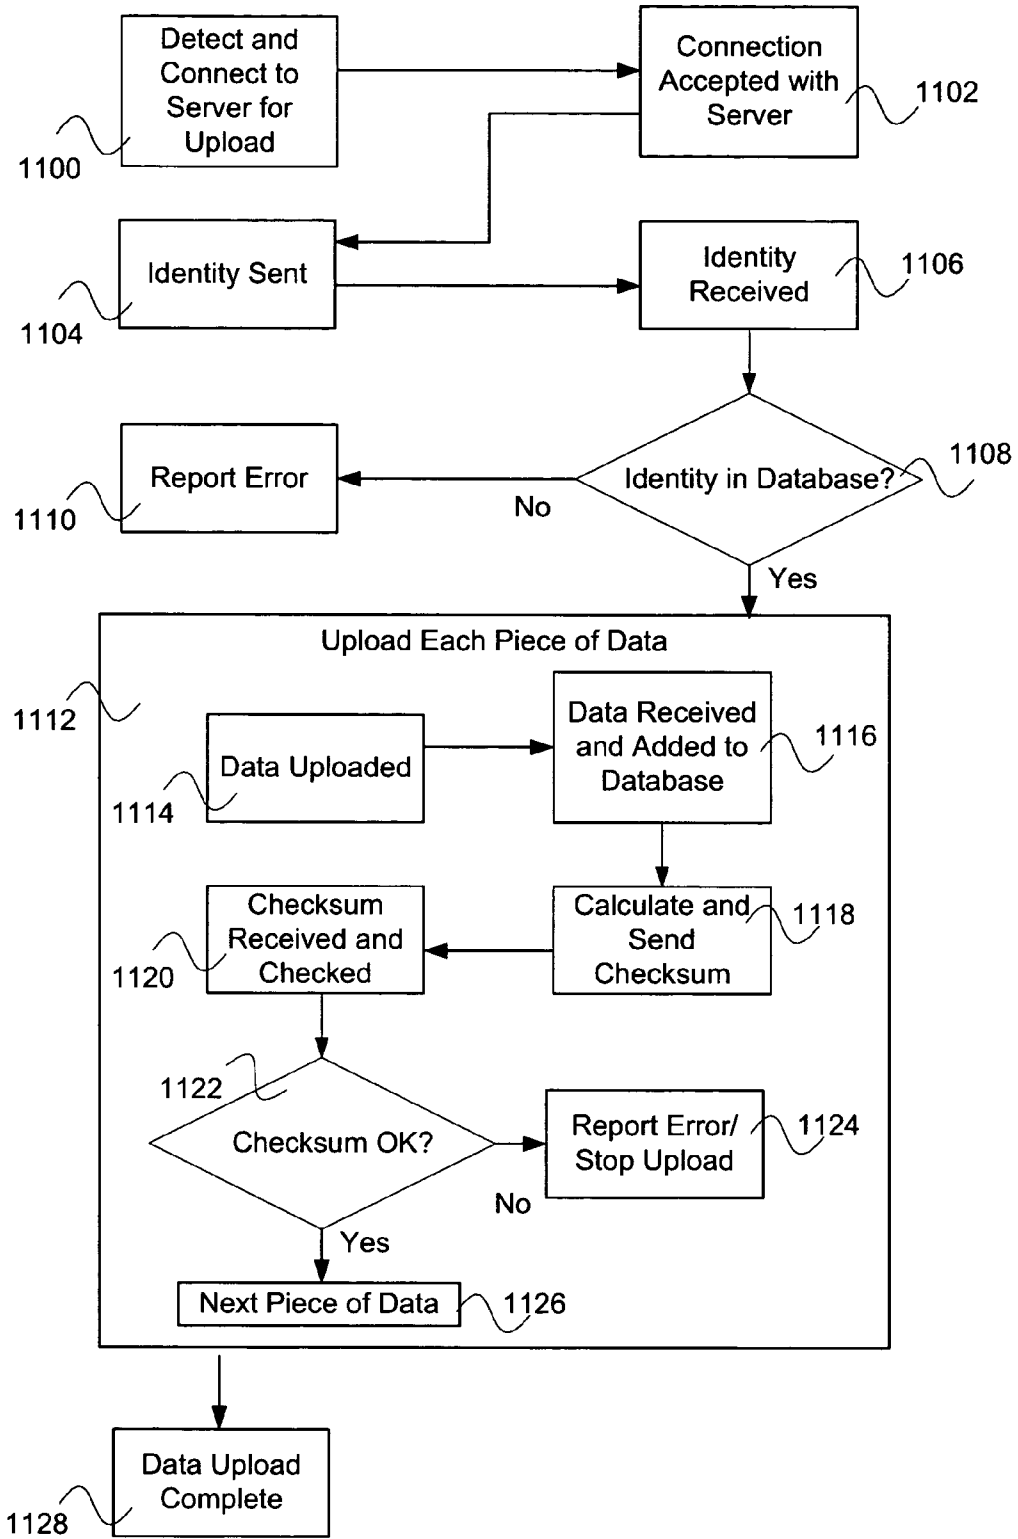 Detect and
Connect to
Server for
Upload
1100
Connection
Accepted with
Server
1102
Identity Sent
1104
Identity
Received
1106
Identity in Database?
1108
No
Yes
Report Error
1110
Upload Each Piece of Data
1112
Data Uploaded
1114
Data Received
and Added to
Database
1116
Calculate and
Send
Checksum
1118
Checksum
Received and
Checked
1120
Checksum OK?
1122
No
Yes
Report Error/
Stop Upload
1124
Next Piece of Data
1126
Data Upload
Complete
1128